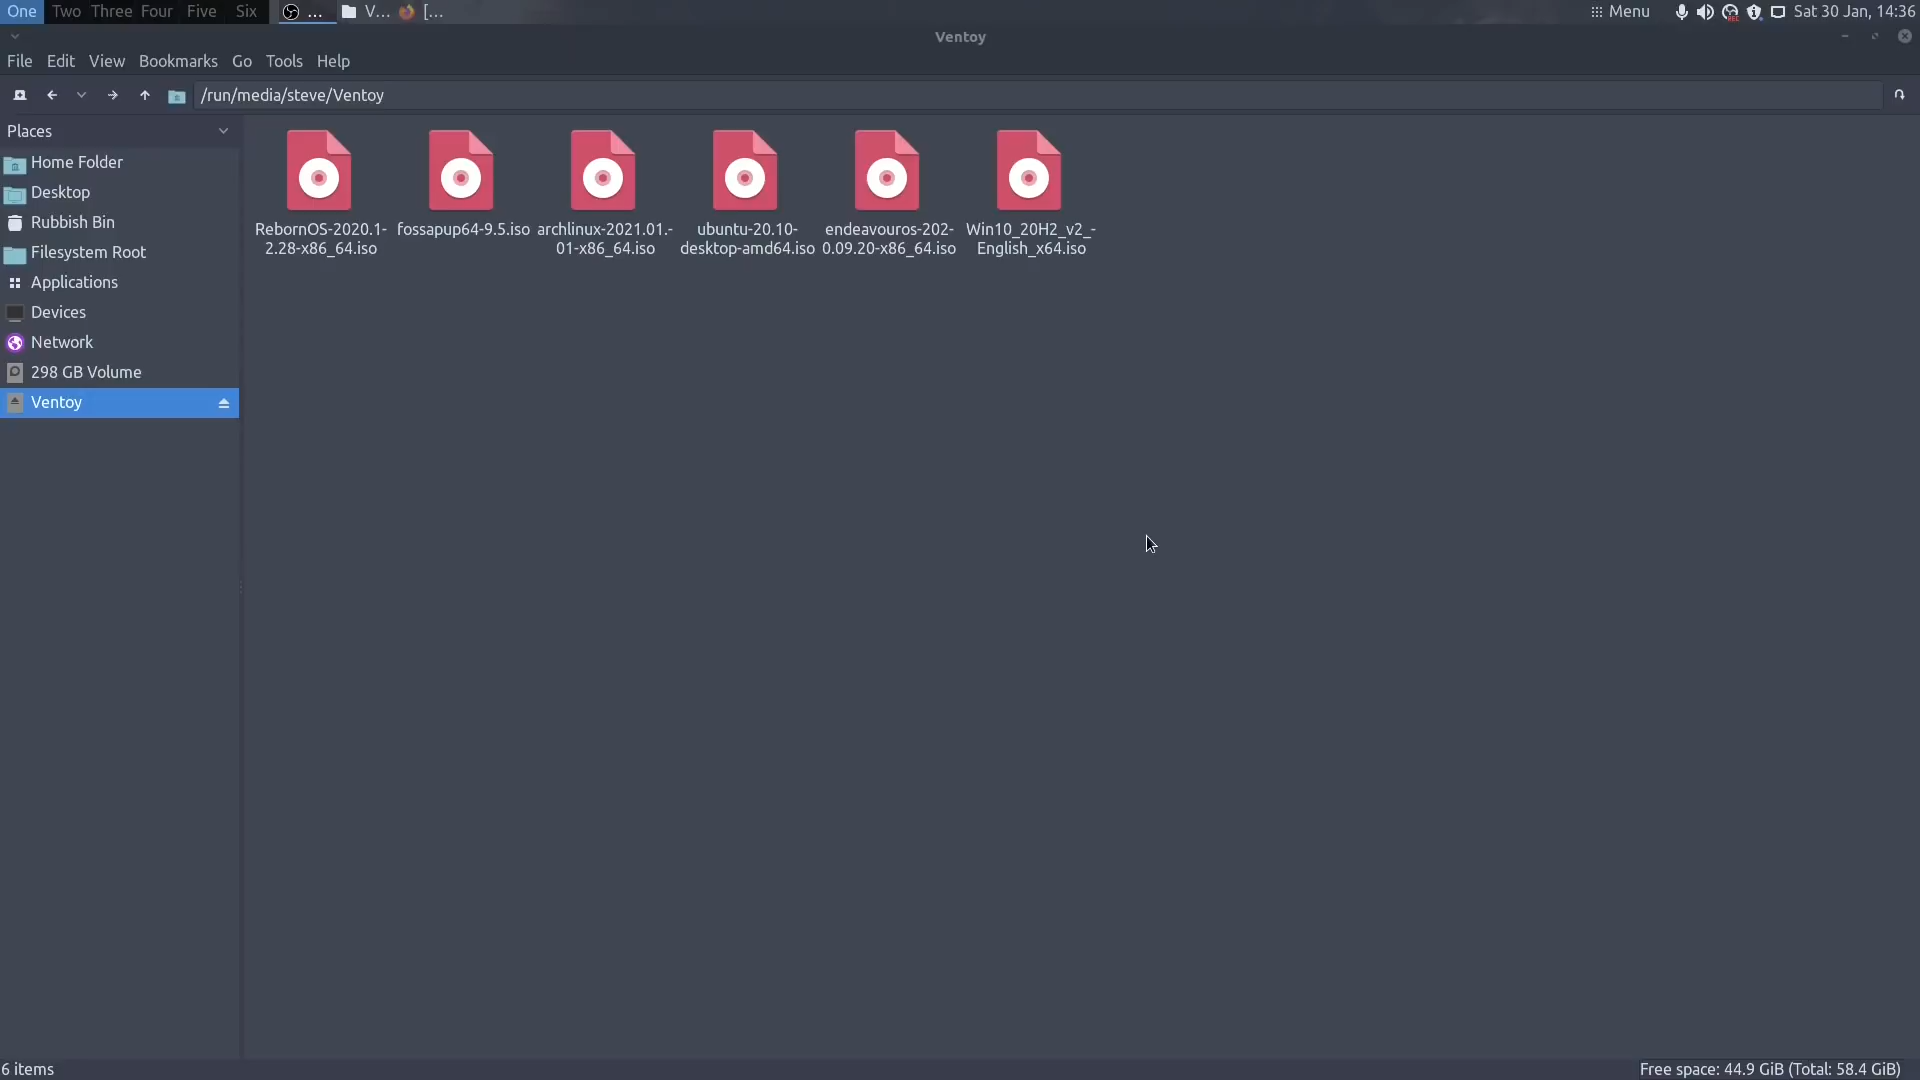 One Two Three Four Five Six ... V... [... Menu Sat 30 Jan, 14:36
Ventoy
File Edit View Bookmarks Go Tools Help
/run/media/steve/Ventoy
Places
Home Folder
Desktop
Rubbish Bin
Filesystem Root
Applications
Devices
Network
298 GB Volume
Ventoy
RebornOS-2020.1-
2.28-x86_64.iso
fossapup64-9.5.iso
archlinux-2021.01.-
01-x86_64.iso
ubuntu-20.10-
desktop-amd64.iso
endeavouros-202-
0.09.20-x86_64.iso
Win10_20H2_v2_-
English_x64.iso
6 items
Free space: 44.9 GiB (Total: 58.4 GiB)